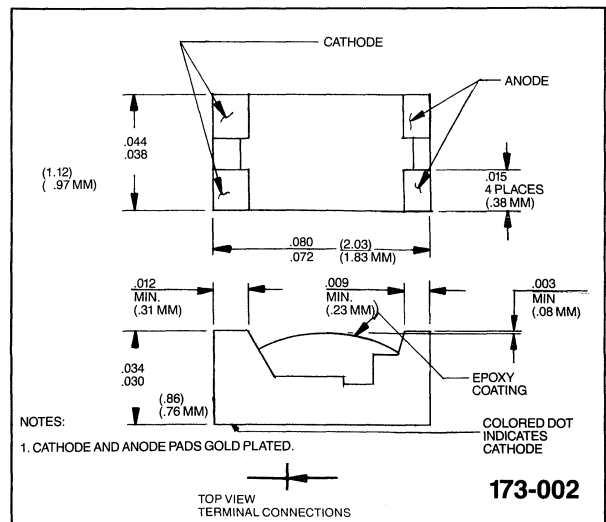 CATHODE
ANODE
.044
.038
(1.12)
( .97 MM)
.015
4 PLACES
(.38 MM)
.080 (2.03)
.072 (1.83 MM)
.012
MIN.
(.31 MM)
.009
MIN.
(.23 MM)
.003
MIN
(.08 MM)
.034
.030
(.86)
(.76 MM)
EPOXY
COATING
NOTES:
COLORED DOT
INDICATES
CATHODE
1. CATHODE AND ANODE PADS GOLD PLATED.
173-002
TOP VIEW
TERMINAL CONNECTIONS